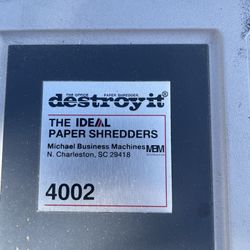 THE OFFICE PAPER SHREDDER
destroyit®
THE IDEAL
PAPER SHREDDERS
Michael Business Machines MBM
N. Charleston, SC 29418
4002